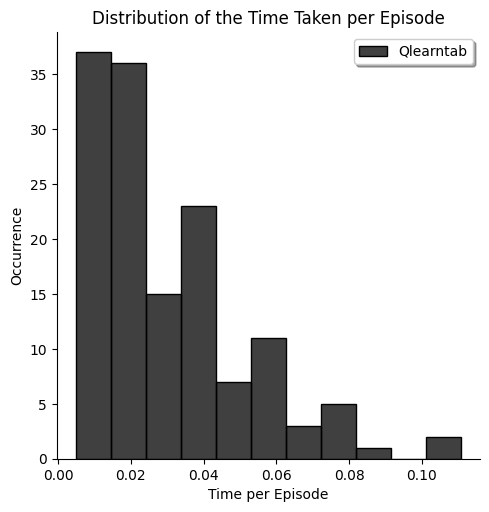 Distribution of the Time Taken per Episode
Qlearntab
Occurrence
35
30
25
20
15
10
5
0
0.00 0.02 0.04 0.06 0.08 0.10
Time per Episode